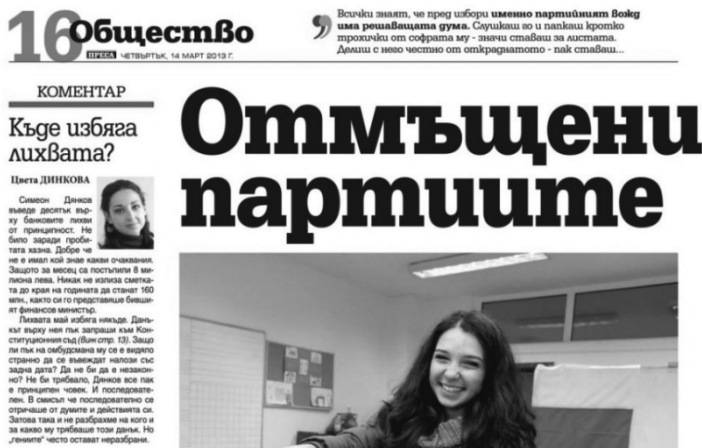 16 Общество
ПРЕСА ЧЕТВЪРТЪК, 14 МАРТ 2013 Г.
Всички знаят, че пред избори именно партийният вожд
има решаващата дума. Слушкаш го и папкаш кротко
трохички от софрата му - значи ставаш за листата.
Делиш с него честно от откраднатото - пак ставаш...
КОМЕНТАР
Къде избяга
лихвата?
Цвета ДИНКОВА
Симеон Дянков
въведе десятък вър-
ху банковите лихви
от принципност. Не
било заради проби-
тата хазна. Добре че
не е имал кой знае какви очаквания.
Защото за месец са постъпили 8 ми-
лиона лева. Никак не излиза сметка-
та до края на годината да станат 160
млн., както си го представяше бивши-
ят финансов министър.
Лихвата май избяга някъде. Данъ-
кът върху нея пък запраши към Кон-
ституционния съд (виж стр. 13). Защо
ли пък на омбудсмана му се е видяло
странно да се въвеждат налози със
задна дата? Да не би да е незакон-
но? Не би трябвало, Дянков все пак
е принципен човек. И последовате-
лен. В смисъл че последователно се
отричаше от думите и действията си.
Затова така и не разбрахме на кого и
за какво му трябваше този данък. Но
„гениите“ често остават неразбрани.
Отмъщени
партиите